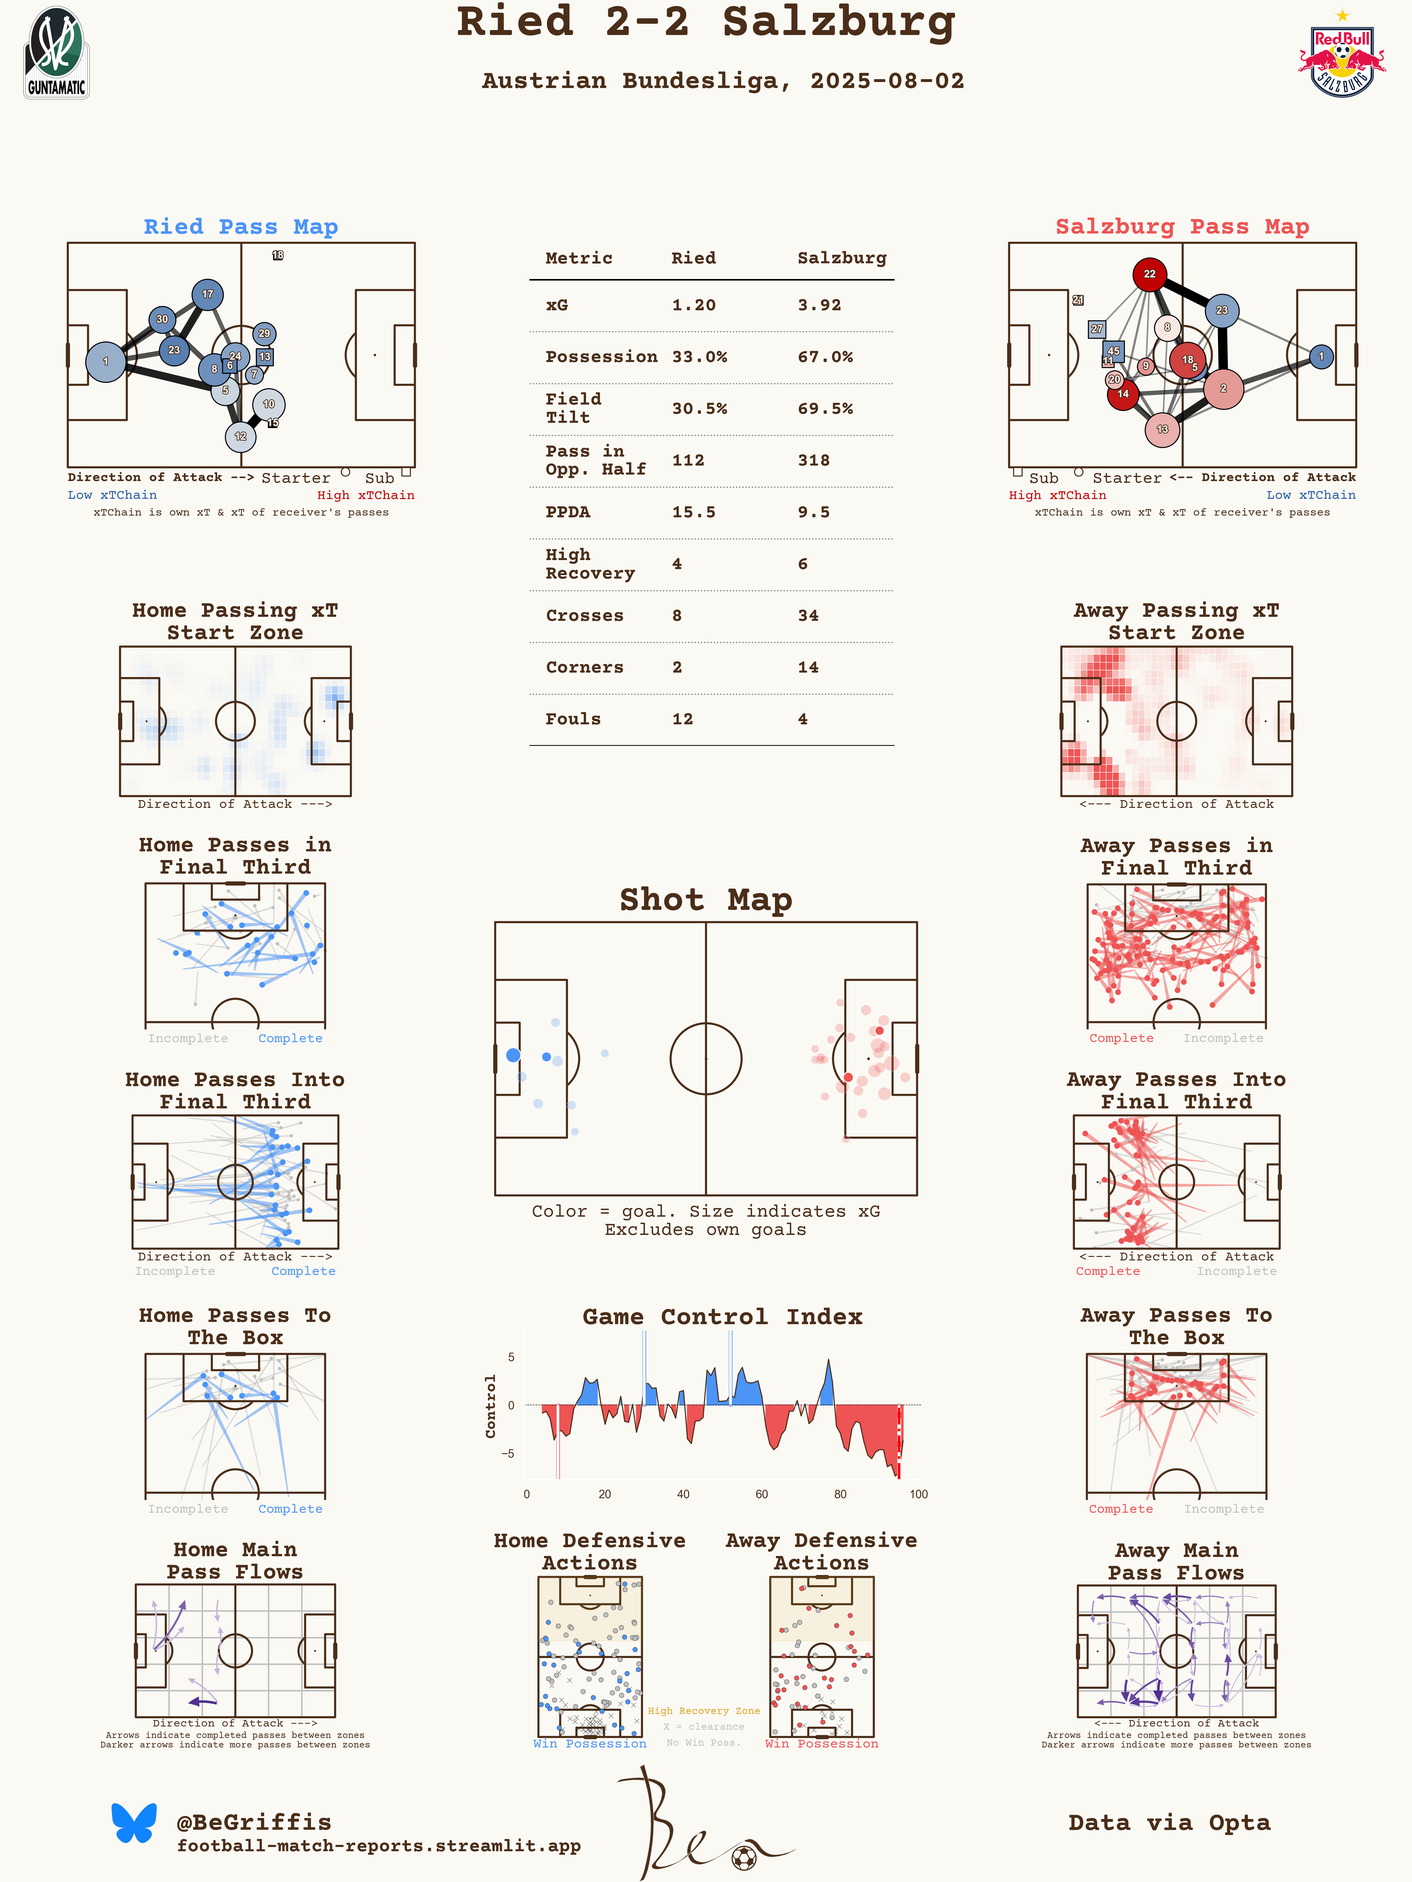 Ried 2-2 Salzburg
Austrian Bundesliga, 2025-08-02
GUNTAMATIC
Red Bull
SALZBURG
Ried Pass Map
18
17
30
29
23
24
13
1
8
6
7
5
10
15
12
Direction of Attack --> Starter Sub
Low xTChain High xTChain
xTChain is own xT & xT of receiver's passes
Metric Ried Salzburg
xG 1.20 3.92
Possession 33.0% 67.0%
Field
Tilt 30.5% 69.5%
Pass in
Opp. Half 112 318
PPDA 15.5 9.5
High
Recovery 4 6
Crosses 8 34
Corners 2 14
Fouls 12 4
Salzburg Pass Map
22
21
23
27
8
45
1
11
18
9
5
20
2
14
13
Sub Starter <-- Direction of Attack
High xTChain Low xTChain
xTChain is own xT & xT of receiver's passes
Home Passing xT
Start Zone
Direction of Attack --->
Away Passing xT
Start Zone
<--- Direction of Attack
Home Passes in
Final Third
Incomplete Complete
Away Passes in
Final Third
Complete Incomplete
Shot Map
Color = goal. Size indicates xG
Excludes own goals
Home Passes Into
Final Third
Direction of Attack --->
Incomplete Complete
Away Passes Into
Final Third
<--- Direction of Attack
Complete Incomplete
Home Passes To
The Box
Incomplete Complete
Game Control Index
Control
5
0
−5
0 20 40 60 80 100
Away Passes To
The Box
Complete Incomplete
Home Main
Pass Flows
Direction of Attack --->
Arrows indicate completed passes between zones
Darker arrows indicate more passes between zones
Home Defensive
Actions
Win Possession
High Recovery Zone
X = clearance
No Win Poss.
Away Defensive
Actions
Win Possession
Away Main
Pass Flows
<--- Direction of Attack
Arrows indicate completed passes between zones
Darker arrows indicate more passes between zones
@BeGriffis
football-match-reports.streamlit.app
Ben
Data via Opta